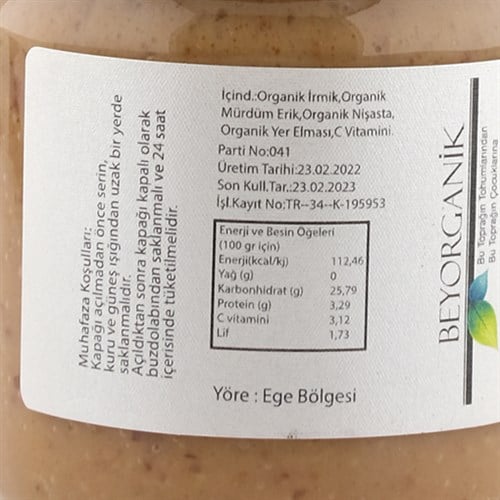 Muhafaza Koşulları:
Kapağı açılmadan önce serin,
kuru ve güneş ışığından uzak bir yerde
saklanmalıdır.
Açıldıktan sonra kapağı kapalı olarak
buzdolabından saklanmalı ve 24 saat
içerisinde tüketilmelidir.
İçind.:Organik İrmik,Organik
Mürdüm Erik,Organik Nişasta,
Organik Yer Elması,C Vitamini.
Parti No:041
Üretim Tarihi:23.02.2022
Son Kull.Tar.:23.02.2023
İşl.Kayıt No:TR--34--K-195953
Enerji ve Besin Öğeleri
(100 gr için)
Enerji(kcal/kj) 112,46
Yağ (g) 0
Karbonhidrat (g) 25,79
Protein (g) 3,29
C vitamini 3,12
Lif 1,73
Yöre : Ege Bölgesi
BEYORGANİK
Bu Toprağın Tohumlarından
Bu Toprağın Çocuklarına